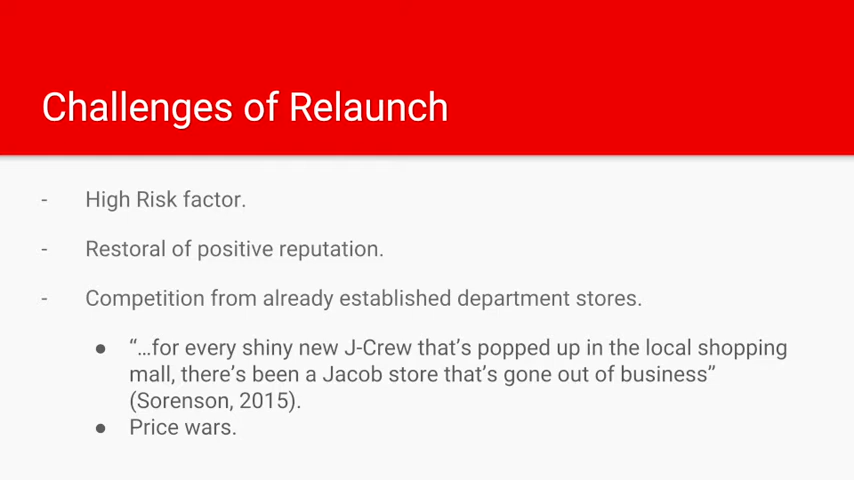 Challenges of Relaunch
- High Risk factor.
- Restoral of positive reputation.
- Competition from already established department stores.
● “…for every shiny new J-Crew that’s popped up in the local shopping
mall, there’s been a Jacob store that’s gone out of business”
(Sorenson, 2015).
● Price wars.